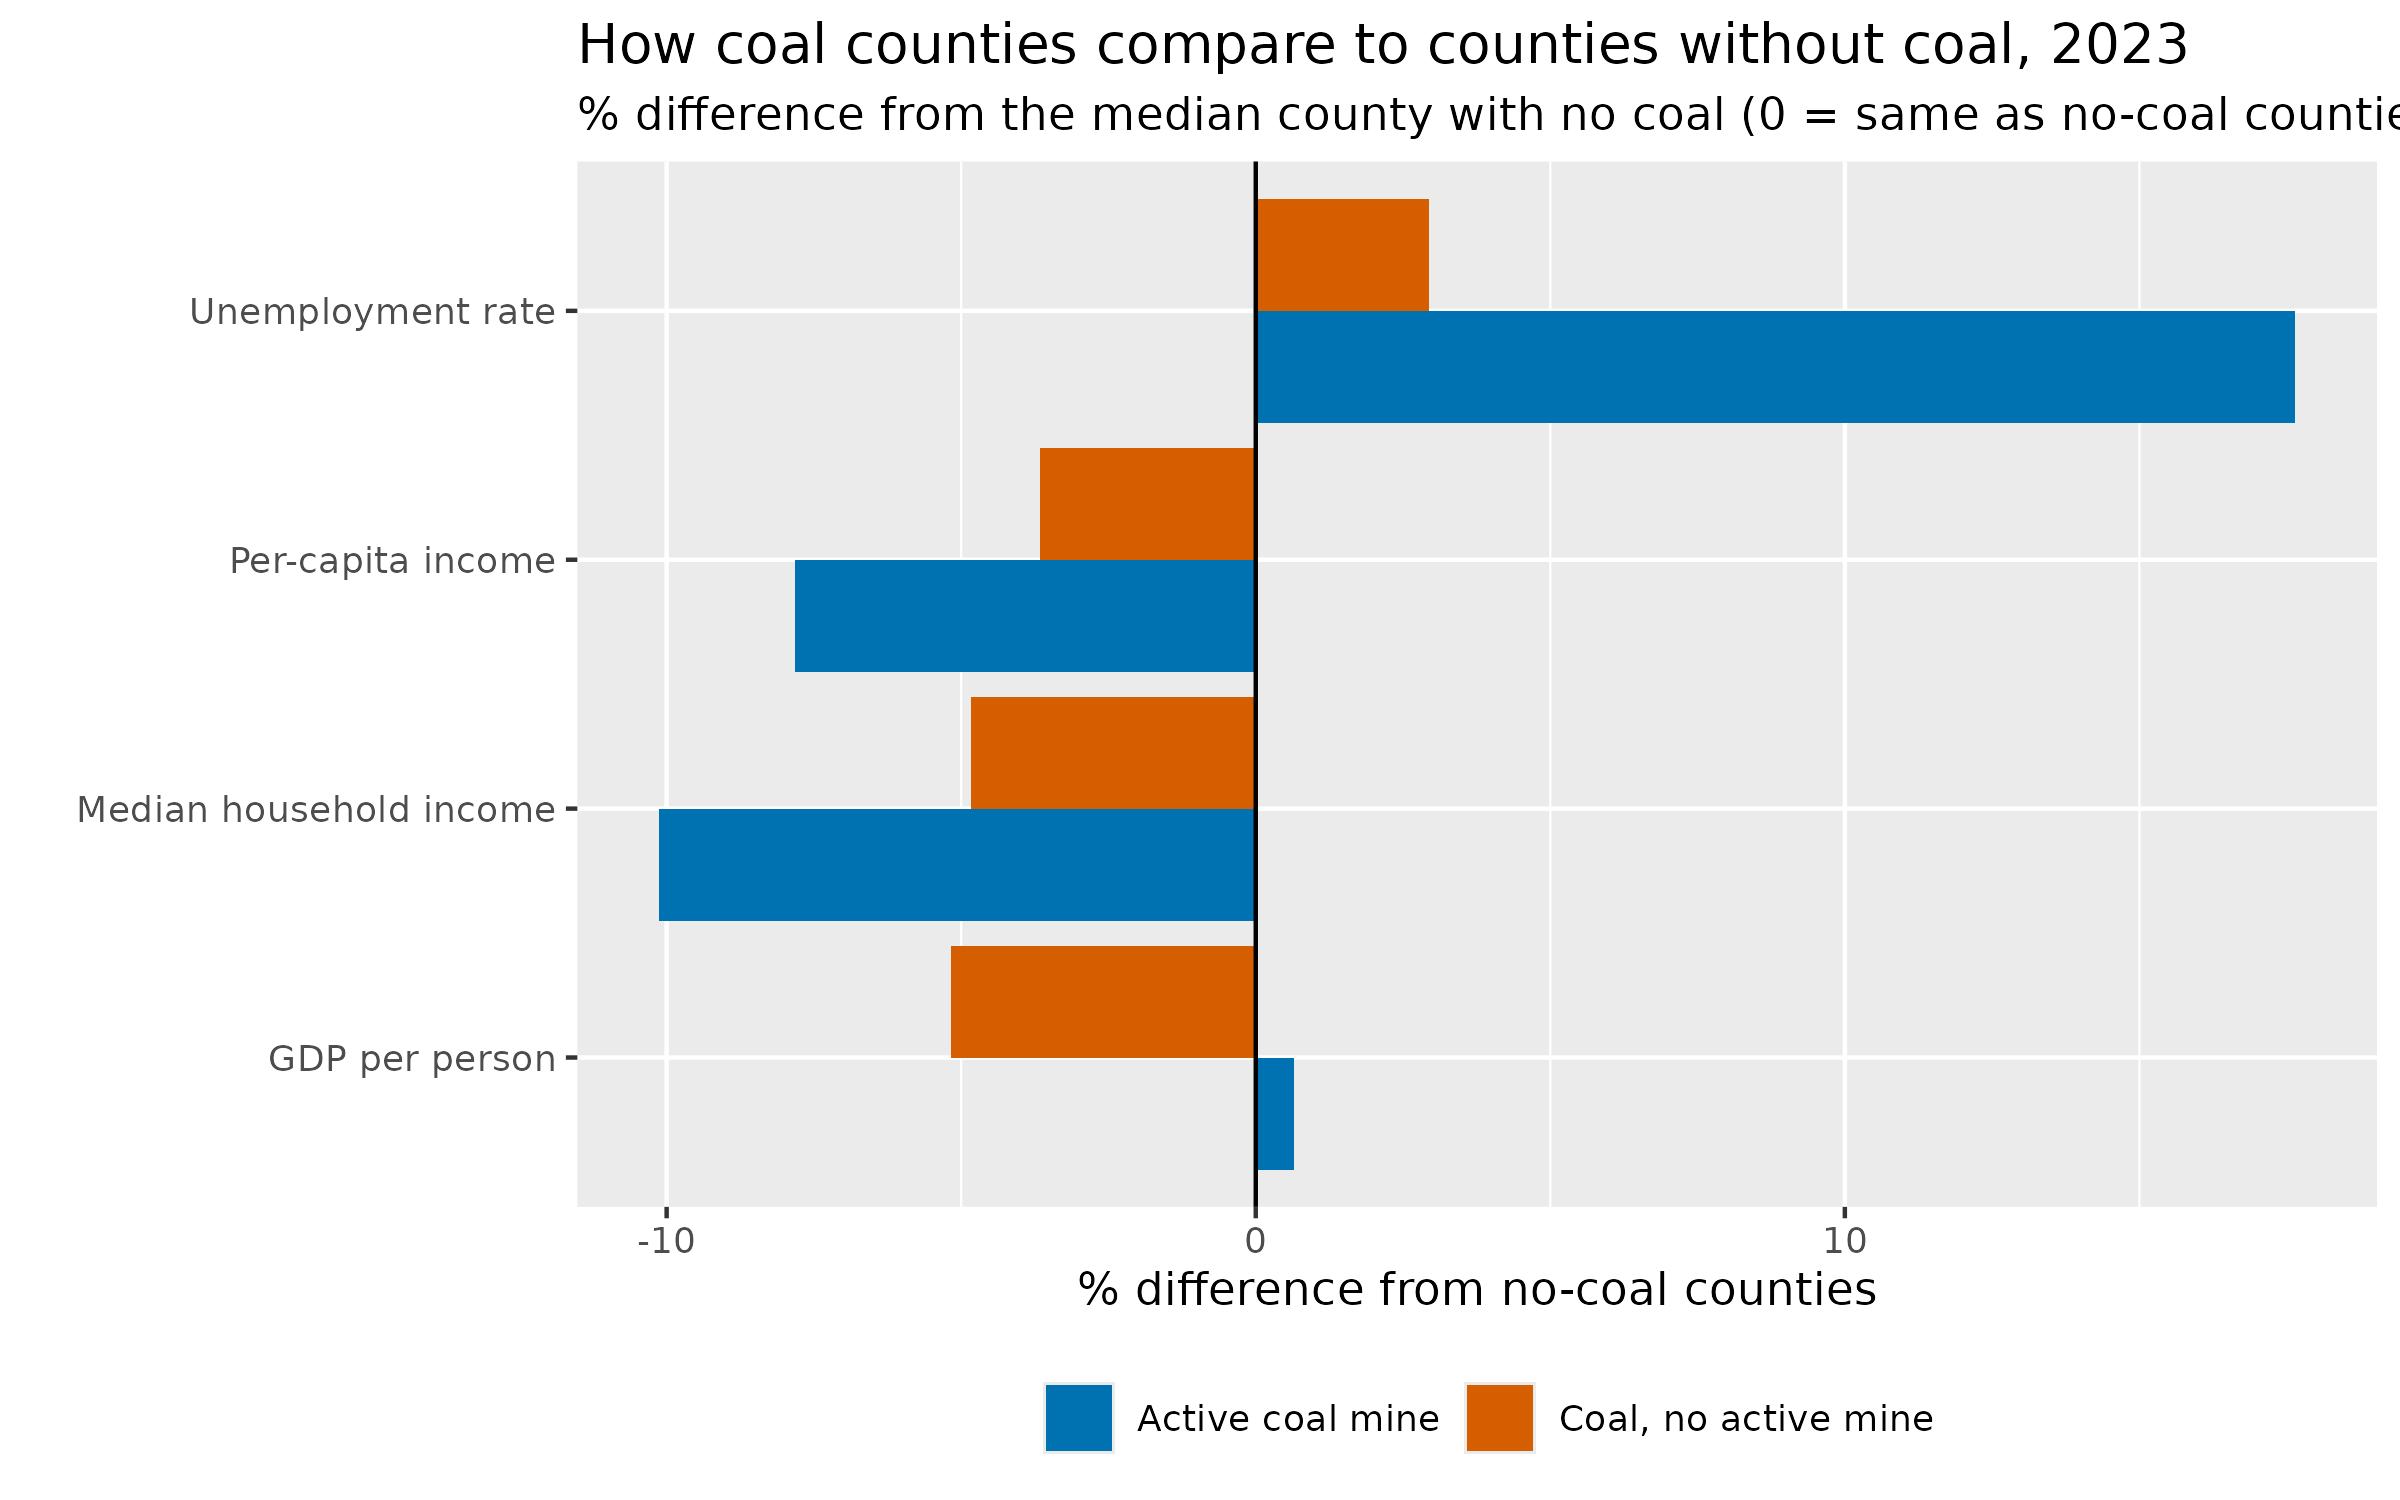 How coal counties compare to counties without coal, 2023
% difference from the median county with no coal (0 = same as no-coal
Unemployment rate
Per-capita income
Median household income
GDP per person
-10 0 10
% difference from no-coal counties
Active coal mine Coal, no active mine